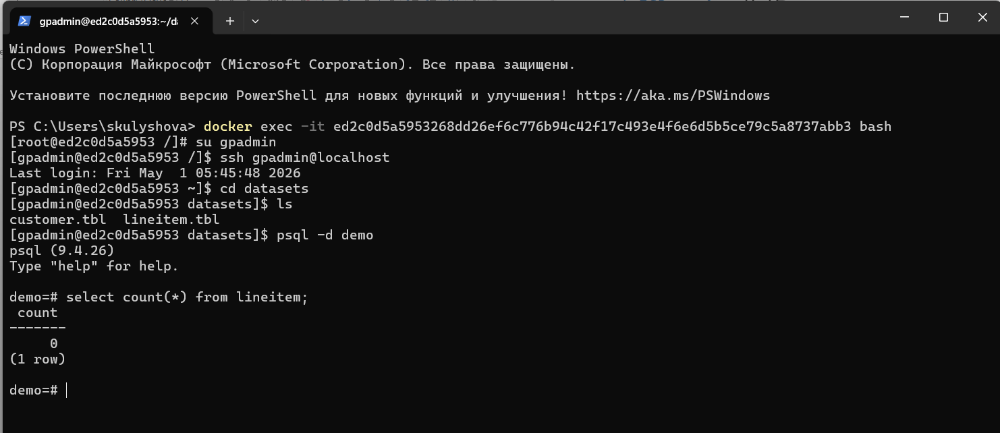 gpadmin@ed2c0d5a5953:~/da
Windows PowerShell
(C) Корпорация Майкрософт (Microsoft Corporation). Все права защищены.
Установите последнюю версию PowerShell для новых функций и улучшения! https://aka.ms/PSWindows
PS C:\Users\skulyshova> docker exec -it ed2c0d5a5953268dd26ef6c776b94c42f17c493e4f6e6d5b5ce79c5a8737abb3 bash
[root@ed2c0d5a5953 /]# su gpadmin
[gpadmin@ed2c0d5a5953 /]$ ssh gpadmin@localhost
Last login: Fri May  1 05:45:48 2026
[gpadmin@ed2c0d5a5953 ~]$ cd datasets
[gpadmin@ed2c0d5a5953 datasets]$ ls
customer.tbl  lineitem.tbl
[gpadmin@ed2c0d5a5953 datasets]$ psql -d demo
psql (9.4.26)
Type "help" for help.
demo=# select count(*) from lineitem;
 count
-------
     0
(1 row)
demo=#